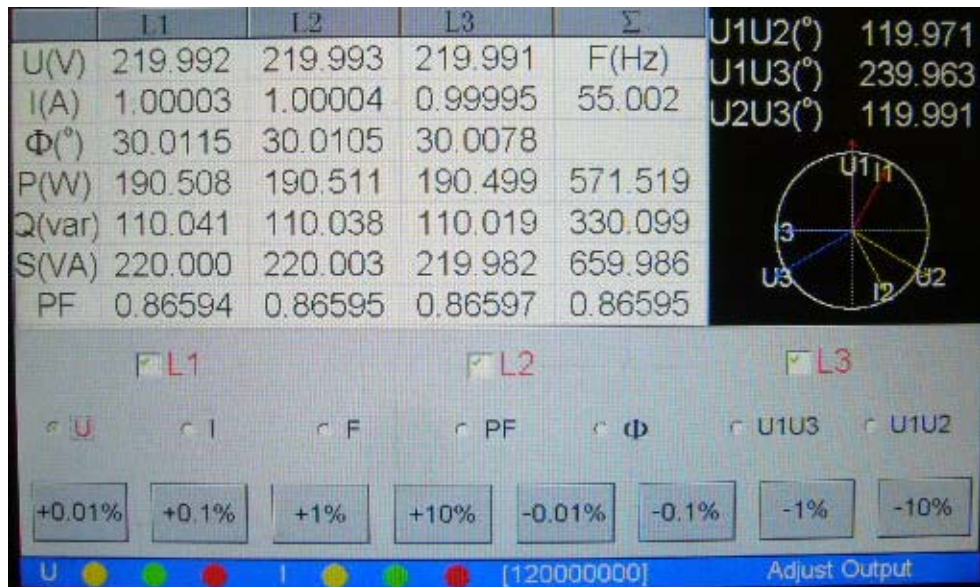 L1 L2 L3 Σ
U(V) 219.992 219.993 219.991 F(Hz)
I(A) 1.00003 1.00004 0.99995 55.002
Φ(°) 30.0115 30.0105 30.0078
P(W) 190.508 190.511 190.499 571.519
Q(var) 110.041 110.038 110.019 330.099
S(VA) 220.000 220.003 219.982 659.986
PF 0.86594 0.86595 0.86597 0.86595
U1U2(°) 119.971
U1U3(°) 239.963
U2U3(°) 119.991
U1 I1
I3
U3 I2 U2
L1 L2 L3
U I F PF Φ U1U3 U1U2
+0.01% +0.1% +1% +10% -0.01% -0.1% -1% -10%
U I [120000000] Adjust Output